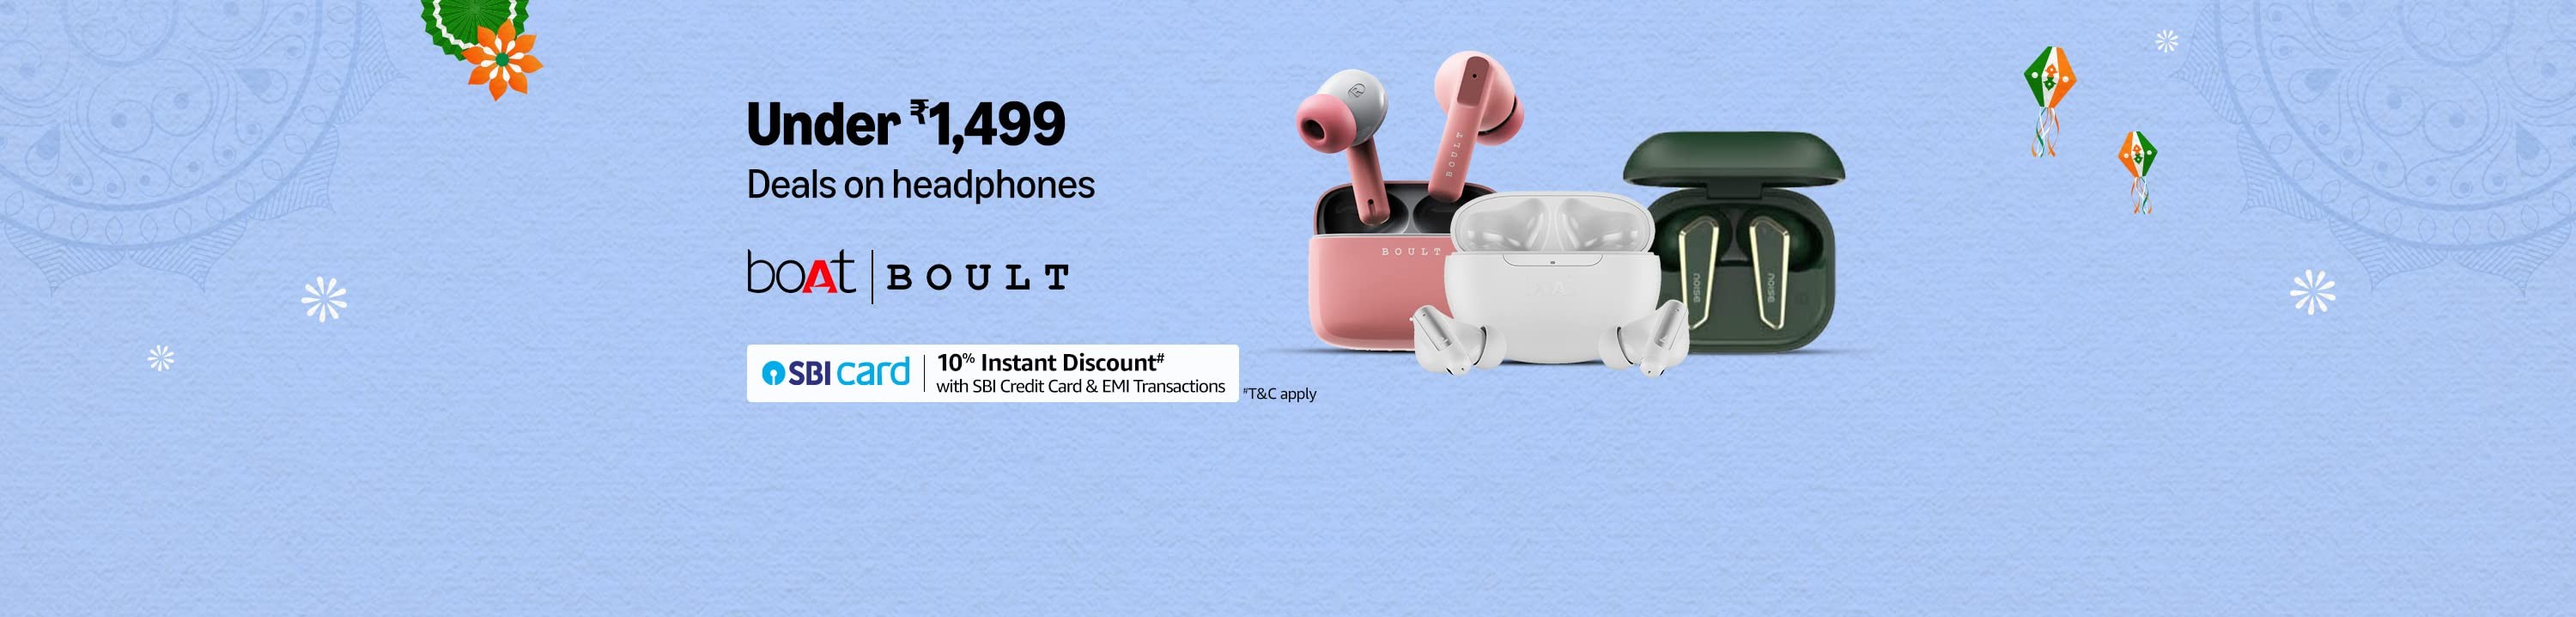 Under ₹1,499
Deals on headphones
boAt | BOULT
SBI card | 10% Instant Discount#
with SBI Credit Card & EMI Transactions
#T&C apply
BOULT
BOULT
noise
noise